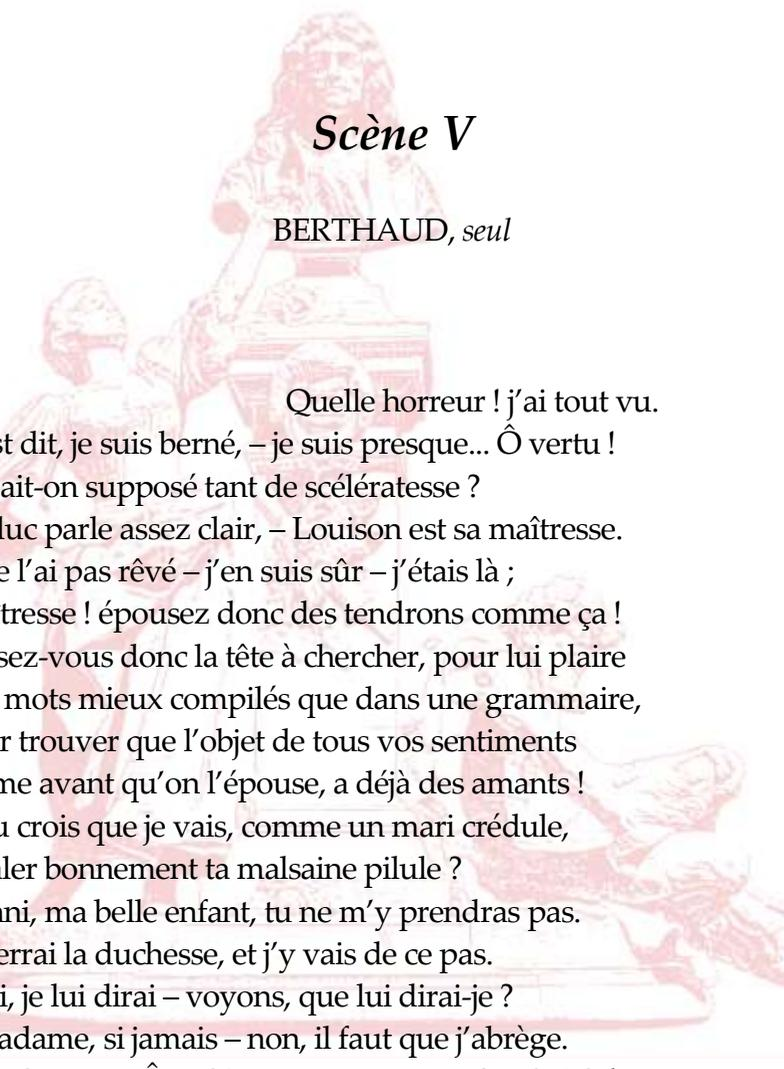 Scène V
BERTHAUD, seul
Quelle horreur ! j’ai tout vu.
st dit, je suis berné, – je suis presque... Ô vertu !
ait-on supposé tant de scélératesse ?
duc parle assez clair, – Louison est sa maîtresse.
e l’ai pas rêvé – j’en suis sûr – j’étais là ;
tresse ! épousez donc des tendrons comme ça !
sez-vous donc la tête à chercher, pour lui plaire
mots mieux compilés que dans une grammaire,
r trouver que l’objet de tous vos sentiments
me avant qu’on l’épouse, a déjà des amants !
u crois que je vais, comme un mari crédule,
ler bonnement ta malsaine pilule ?
ni, ma belle enfant, tu ne m’y prendras pas.
errai la duchesse, et j’y vais de ce pas.
i, je lui dirai – voyons, que lui dirai-je ?
adame, si jamais – non, il faut que j’abrège.